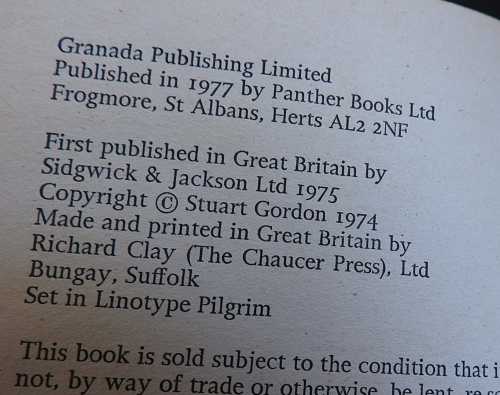 Granada Publishing Limited
Published in 1977 by Panther Books Ltd
Frogmore, St Albans, Herts AL2 2NF
First published in Great Britain by
Sidgwick & Jackson Ltd 1975
Copyright © Stuart Gordon 1974
Made and printed in Great Britain by
Richard Clay (The Chaucer Press), Ltd
Bungay, Suffolk
Set in Linotype Pilgrim
This book is sold subject to the condition that
not, by way of trade or otherwise, be lent,